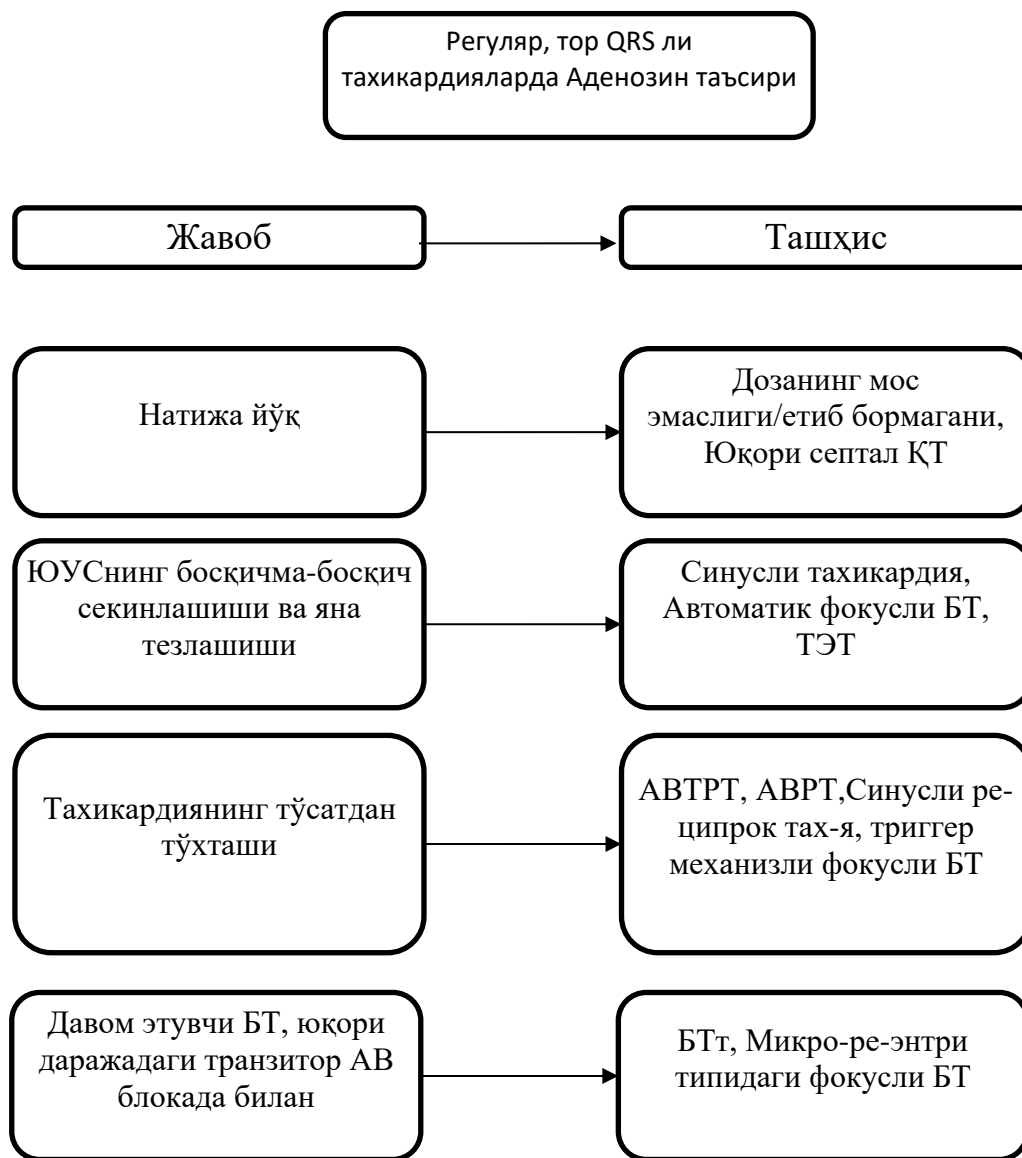 Регуляр, тор QRS ли
тахикардияларда Аденозин таъсири
Жавоб
Ташҳис
Натижа йўқ
Дозанинг мос
эмаслиги/етиб бормагани,
Юқори септал ҚТ
ЮУСнинг босқичма-босқич
секинлашиши ва яна
тезлашиши
Синусли тахикардия,
Автоматик фокусли БТ,
ТЭТ
Тахикардиянинг тўсатдан
тўхташи
АВТРТ, АВРТ,Синусли ре-
ципрок тах-я, триггер
механизли фокусли БТ
Давом этувчи БТ, юқори
даражадаги транзитор АВ
блокада билан
БТт, Микро-ре-энтри
типидаги фокусли БТ